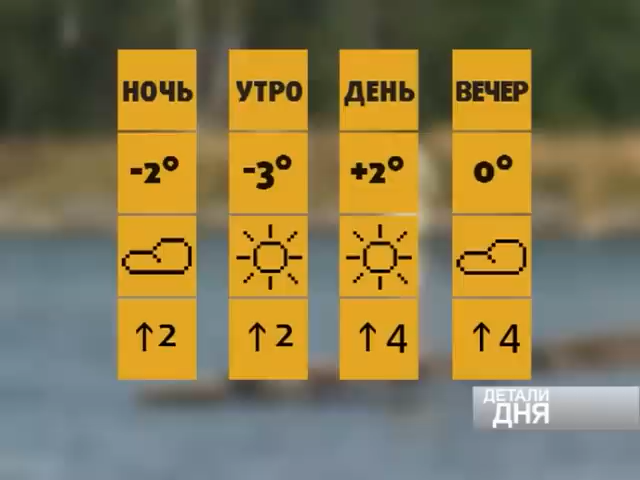 НОЧЬ УТРО ДЕНЬ ВЕЧЕР
-2° -3° +2° 0°
↑2 ↑2 ↑4 ↑4
ДЕТАЛИ
ДНЯ